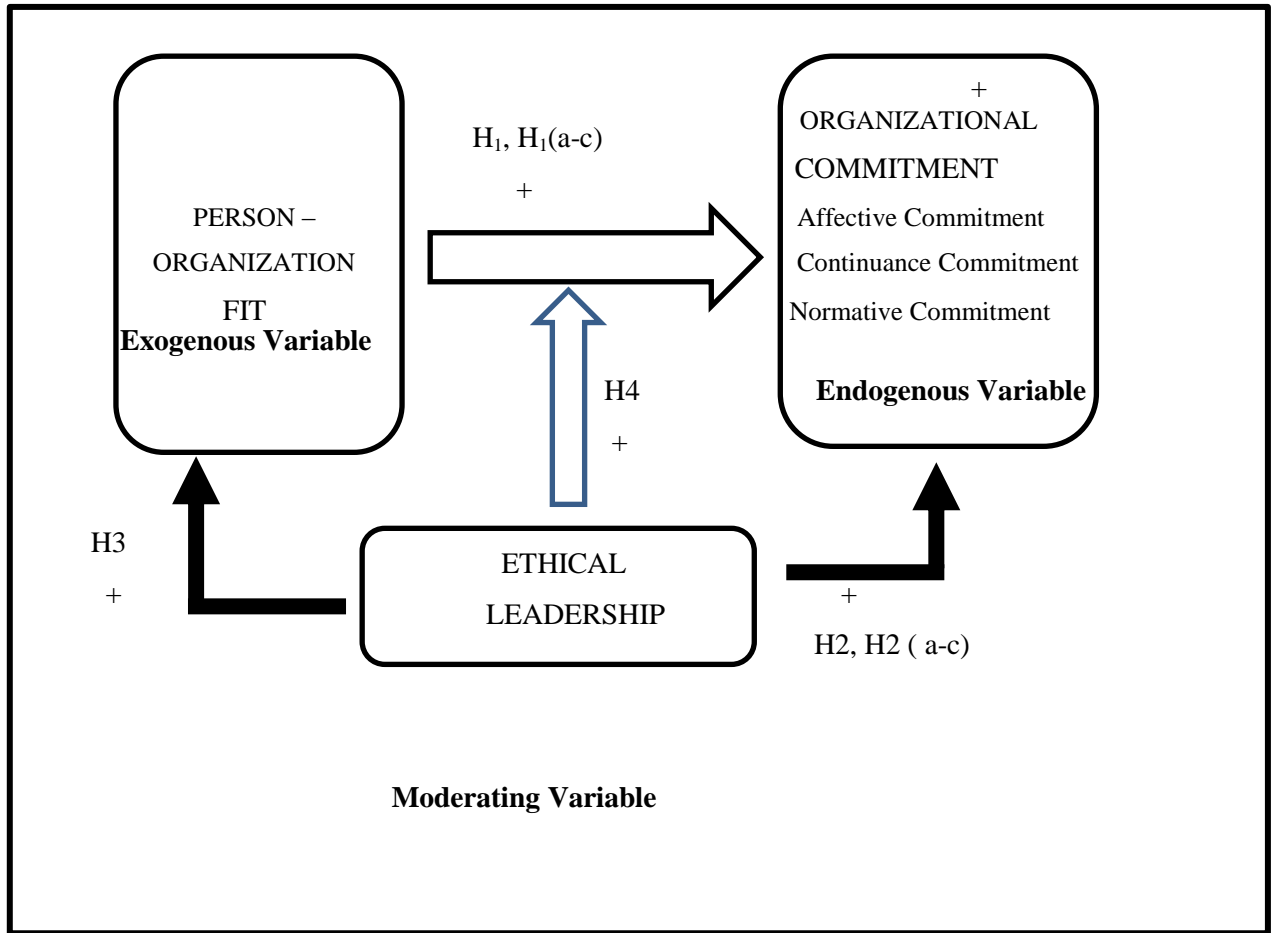 PERSON –
ORGANIZATION
FIT
Exogenous Variable
H₁, H₁(a-c)
+
+
ORGANIZATIONAL
COMMITMENT
Affective Commitment
Continuance Commitment
Normative Commitment
Endogenous Variable
H4
+
H3
+
ETHICAL
LEADERSHIP
+
H2, H2 ( a-c)
Moderating Variable